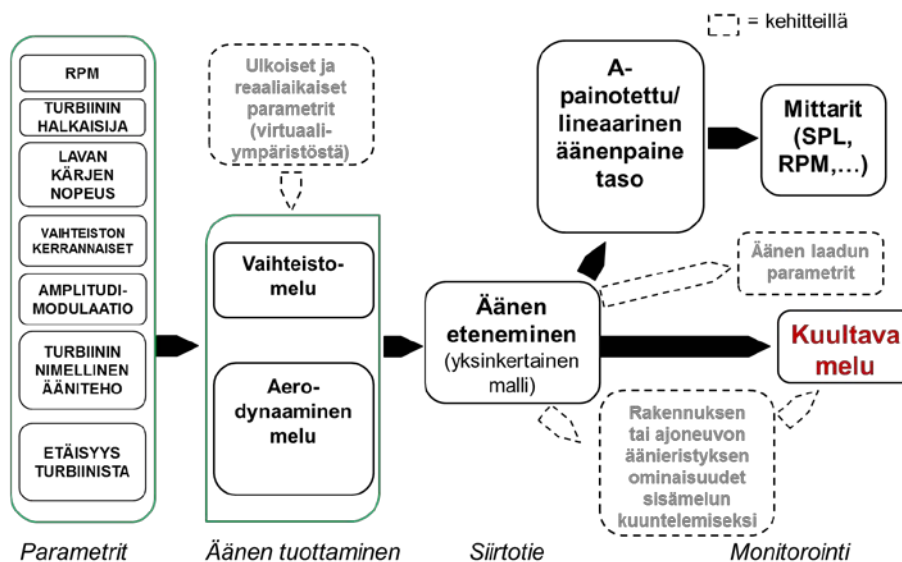 = kehitteillä
RPM
TURBIININ
HALKAISIJA
LAVAN
KÄRJEN
NOPEUS
VAIHTEISTON
KERRANNAISET
AMPLITUDI-
MODULAATIO
TURBIININ
NIMELLINEN
ÄÄNITEHO
ETÄISYYS
TURBIINISTA
Ulkoiset ja
reaaliaikaiset
parametrit
(virtuaali-
ympäristöstä)
Vaihteisto-
melu
Aero-
dynaaminen
melu
Äänen
eteneminen
(yksinkertainen
malli)
A-
painotettu/
lineaarinen
äänenpaine
taso
Mittarit
(SPL,
RPM,…)
Äänen laadun
parametrit
Kuultava
melu
Rakennuksen
tai ajoneuvon
äänieristyksen
ominaisuudet
sisämelun
kuuntelemiseksi
Parametrit
Äänen tuottaminen
Siirtotie
Monitorointi